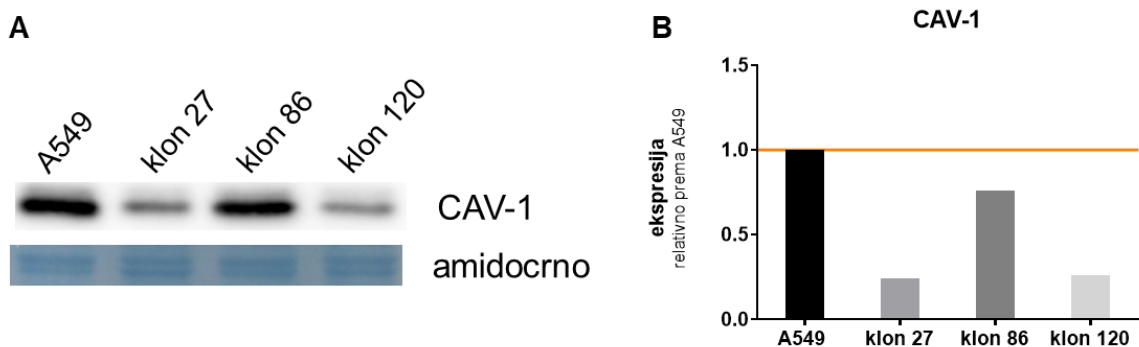 A
A549
klon 27
klon 86
klon 120
CAV-1
amidocrno
B
CAV-1
ekspresija
relativno prema A549
1.5
1.0
0.5
0.0
A549
klon 27
klon 86
klon 120